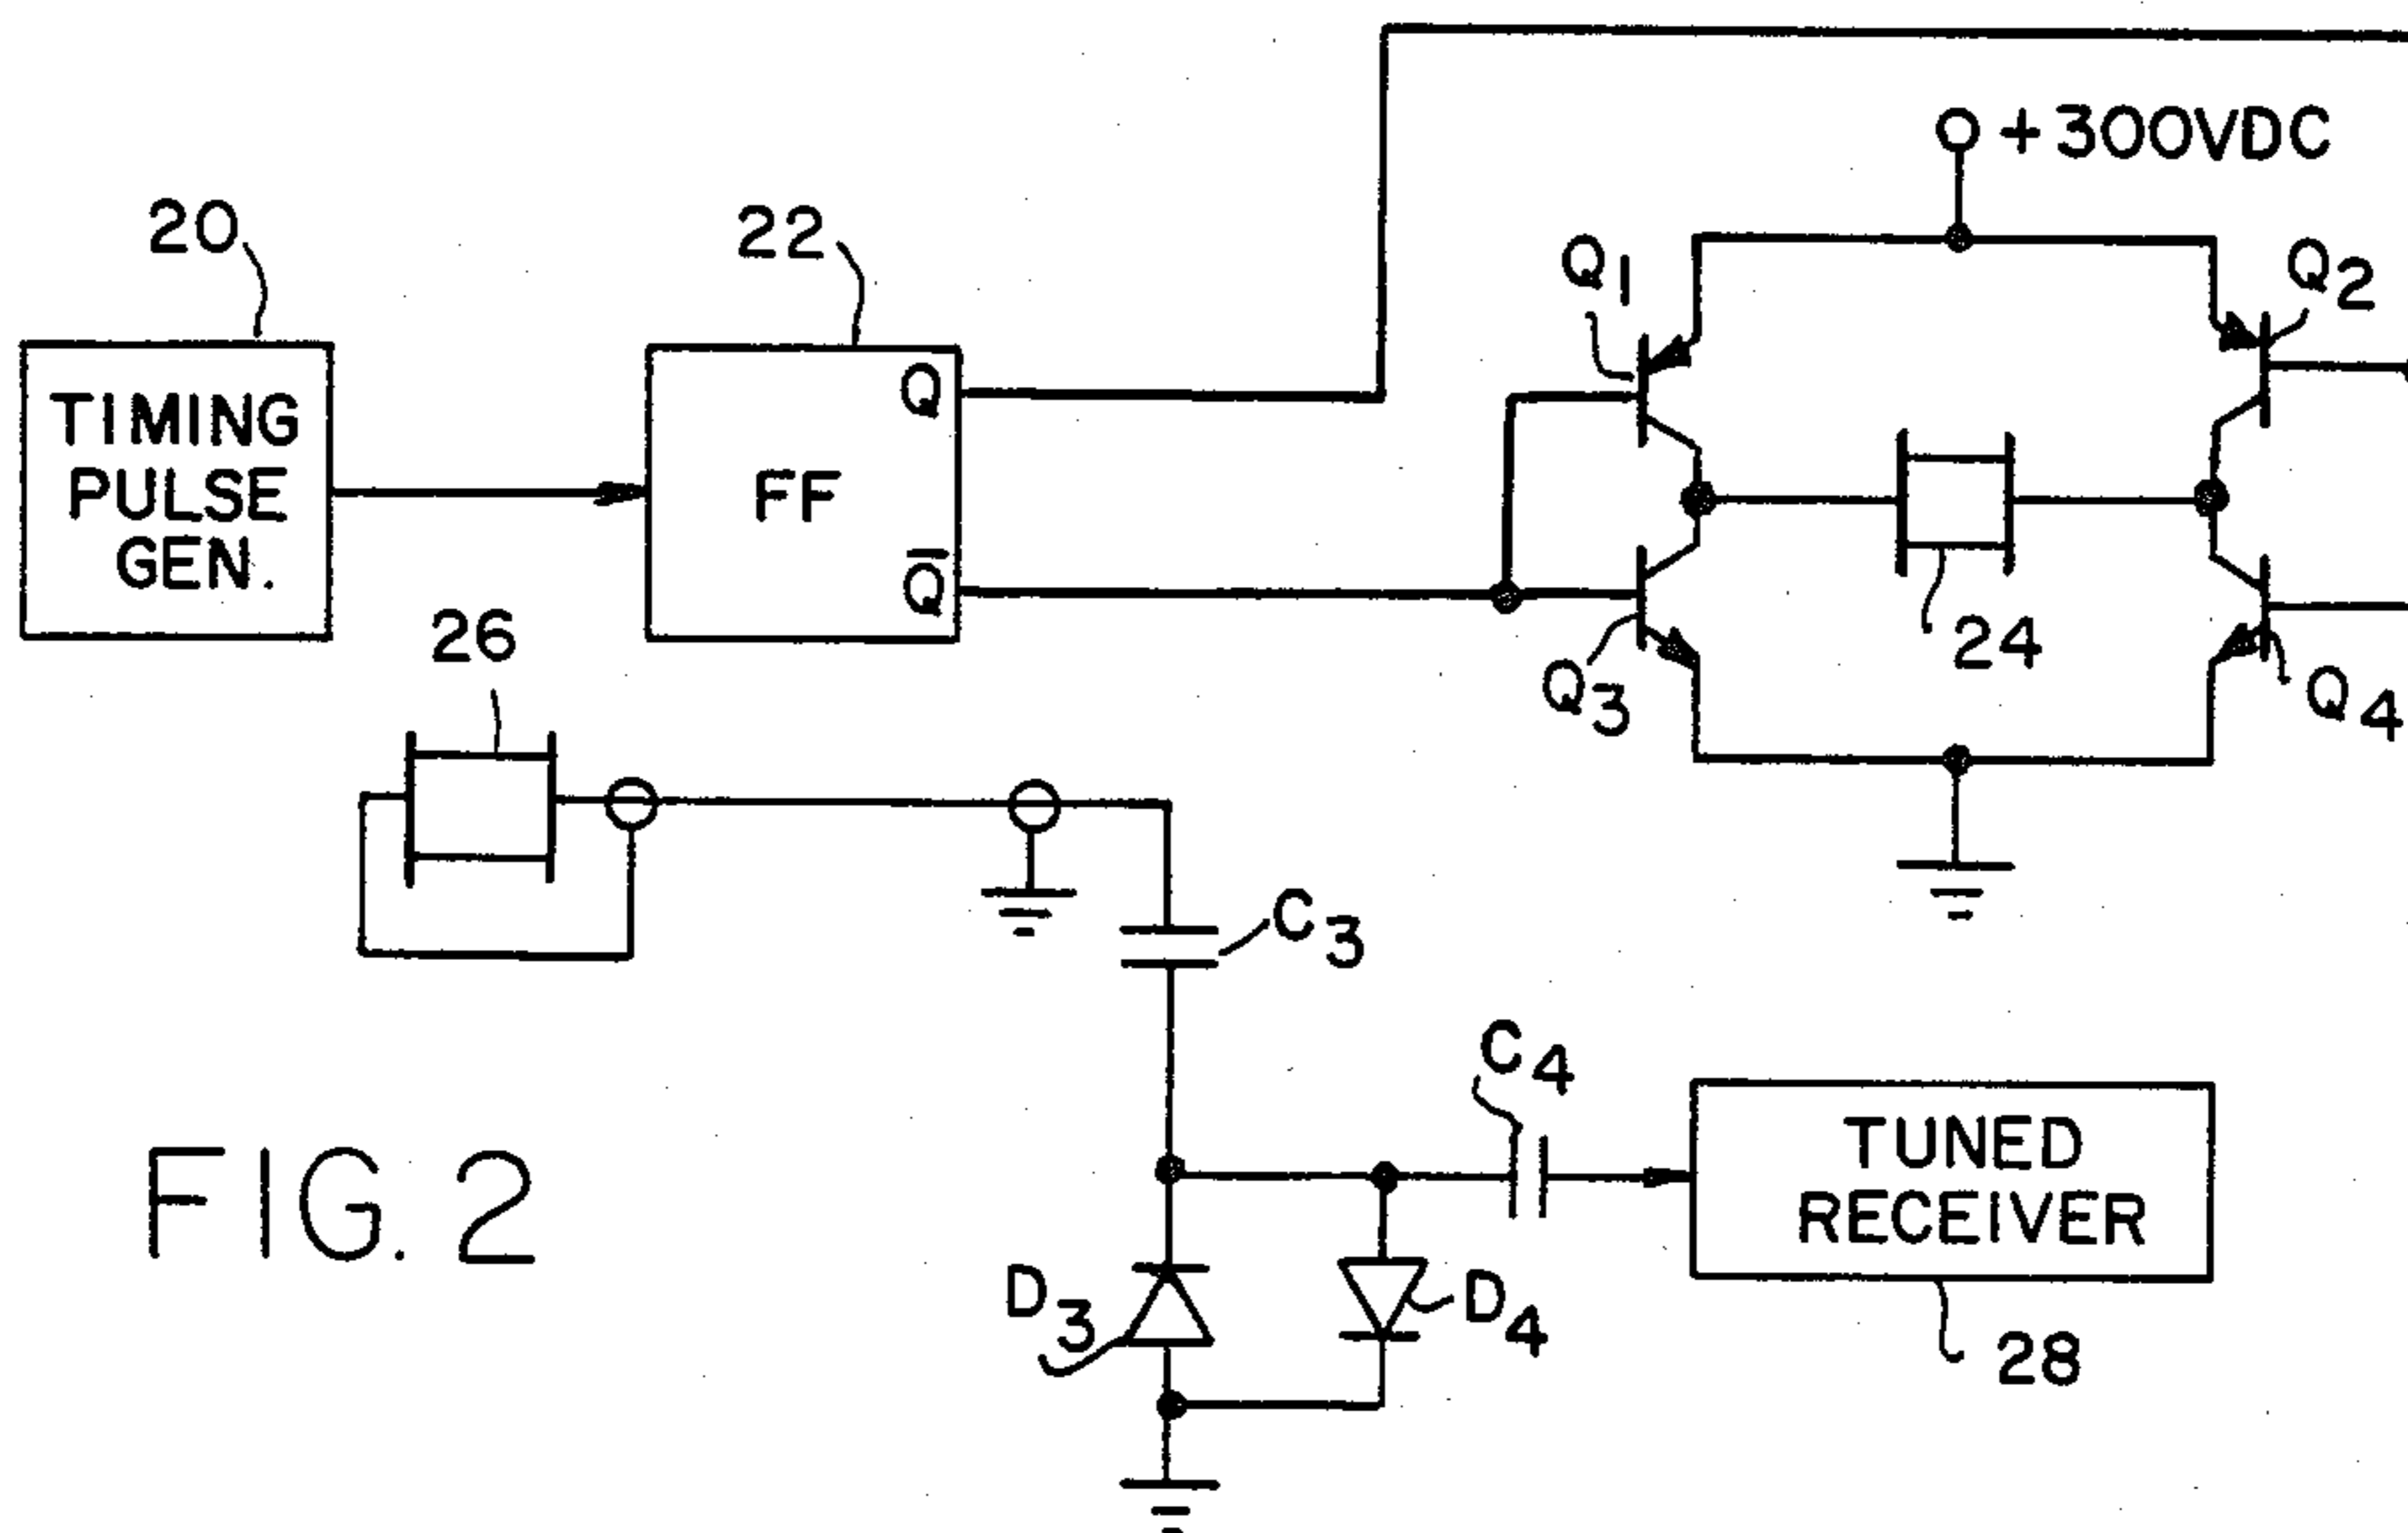 +300VDC
20
22
Q1
Q2
TIMING
PULSE
GEN.
Q
FF
Q̅
24
26
Q3
Q4
C3
C4
TUNED
RECEIVER
FIG. 2
D3
D4
28